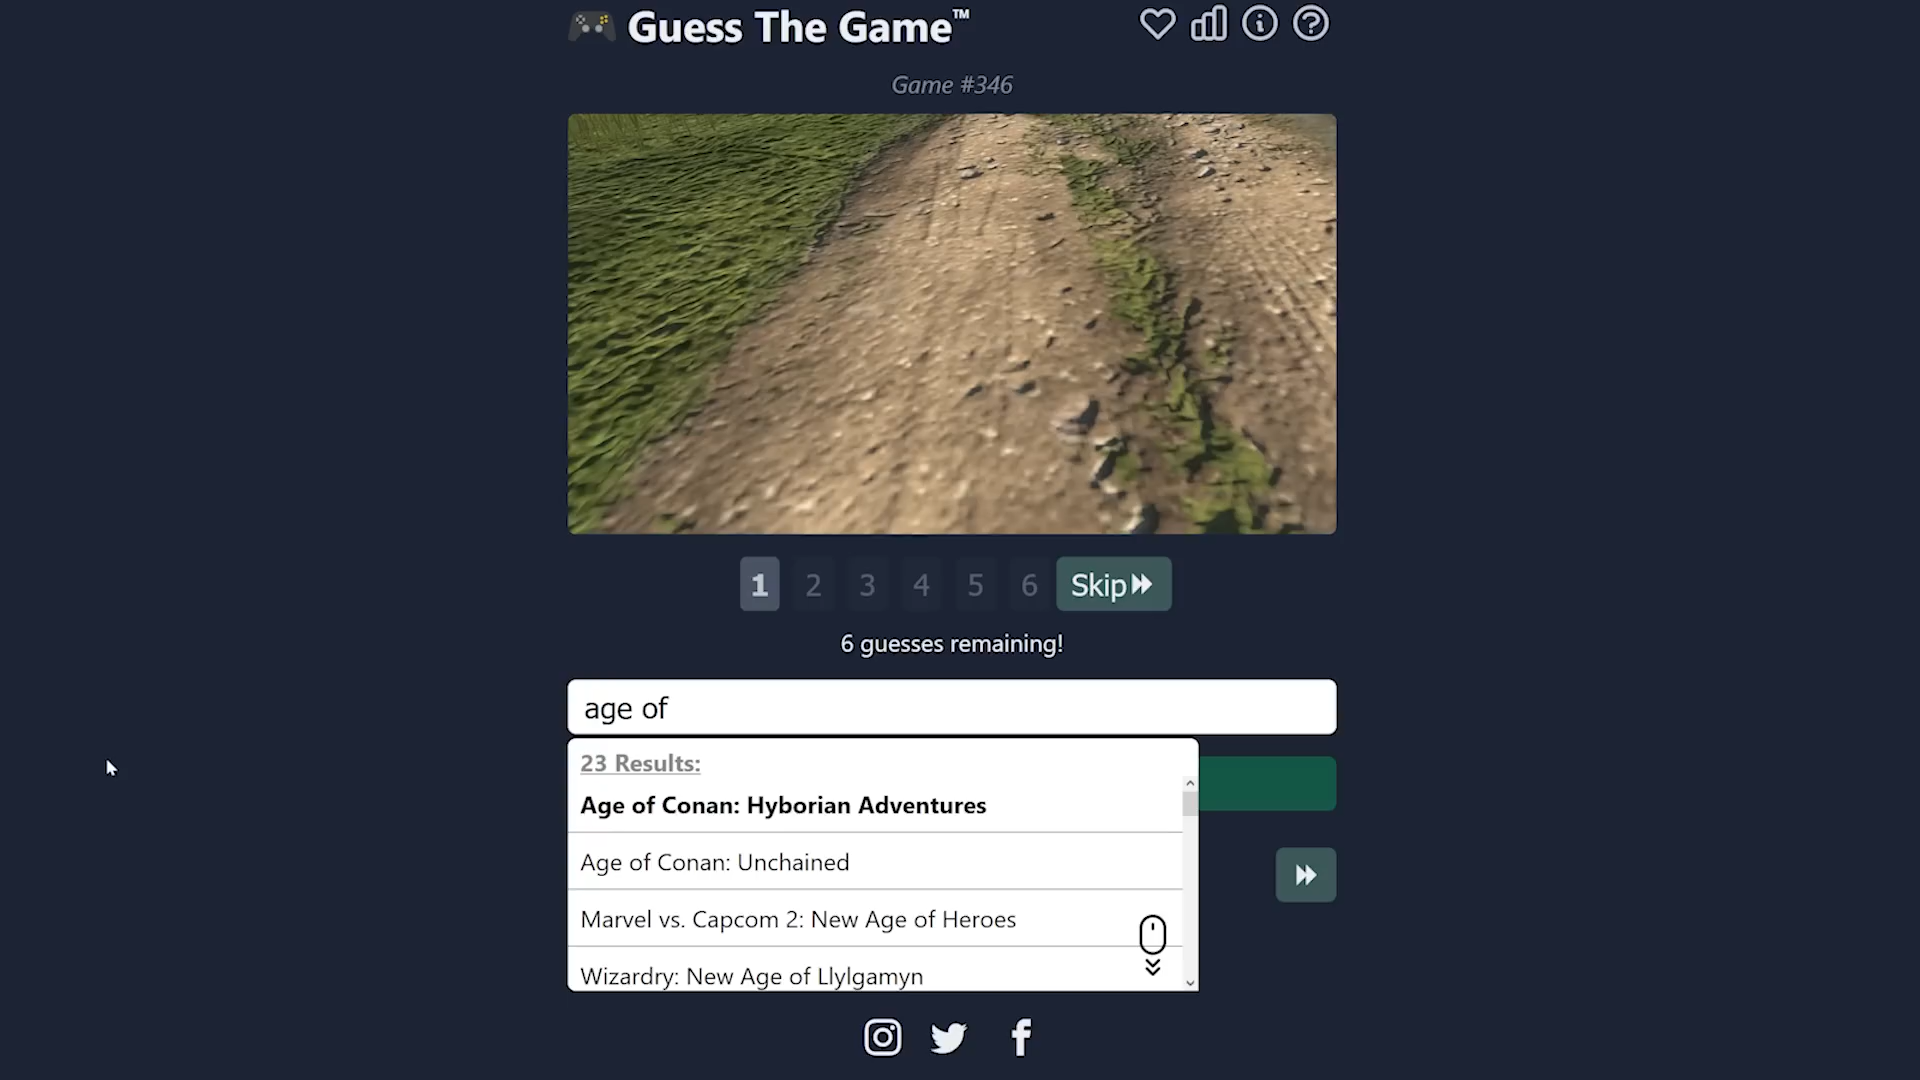 Guess The Game™
Game #346
1 2 3 4 5 6 Skip
6 guesses remaining!
age of
23 Results:
Age of Conan: Hyborian Adventures
Age of Conan: Unchained
Marvel vs. Capcom 2: New Age of Heroes
Wizardry: New Age of Llylgamyn